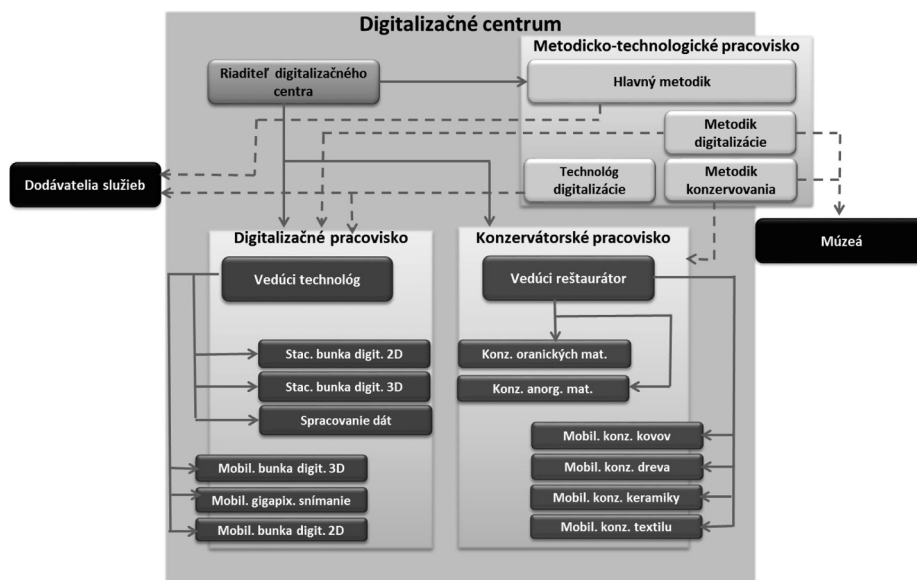 Digitalizačné centrum
Metodicko-technologické pracovisko
Riaditeľ digitalizačného
centra
Hlavný metodik
Metodik
digitalizácie
Technológ
digitalizácie
Metodik
konzervovania
Dodávatelia služieb
Múzeá
Digitalizačné pracovisko
Vedúci technológ
Stac. bunka digit. 2D
Stac. bunka digit. 3D
Spracovanie dát
Mobil. bunka digit. 3D
Mobil. gigapix. snímanie
Mobil. bunka digit. 2D
Konzervátorské pracovisko
Vedúci reštaurátor
Konz. oranických mat.
Konz. anorg. mat.
Mobil. konz. kovov
Mobil. konz. dreva
Mobil. konz. keramiky
Mobil. konz. textilu